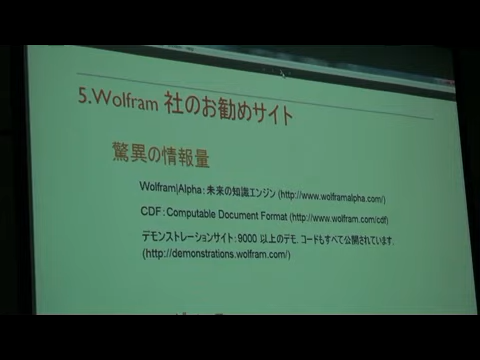 5.Wolfram 社のお勧めサイト
驚異の情報量
Wolfram|Alpha：未来の知識エンジン (http://www.wolframalpha.com/)
CDF：Computable Document Format (http://www.wolfram.com/cdf)
デモンストレーションサイト：9000 以上のデモ．コードもすべて公開されています．
(http://demonstrations.wolfram.com/)